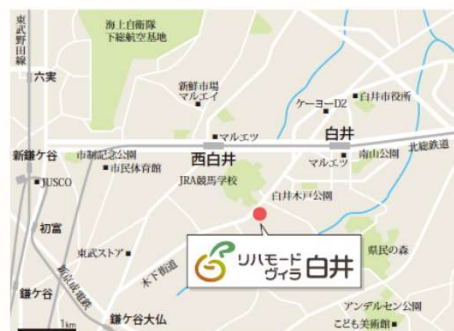 東武野田線
海上自衛隊
下総航空基地
六実
新鮮市場
マルエイ
ケーヨーD2
白井市役所
マルエツ
白井
北総鉄道
新鎌ケ谷
市制記念公園
西白井
マルエツ
南山公園
市民体育館
JUSCO
JRA競馬学校
白井木戸公園
初富
東武ストア
リハモード
ヴィラ 白井
県民の森
木下街道
新京成電鉄
鎌ケ谷
アンデルセン公園
こども美術館
1km
鎌ケ谷大仏